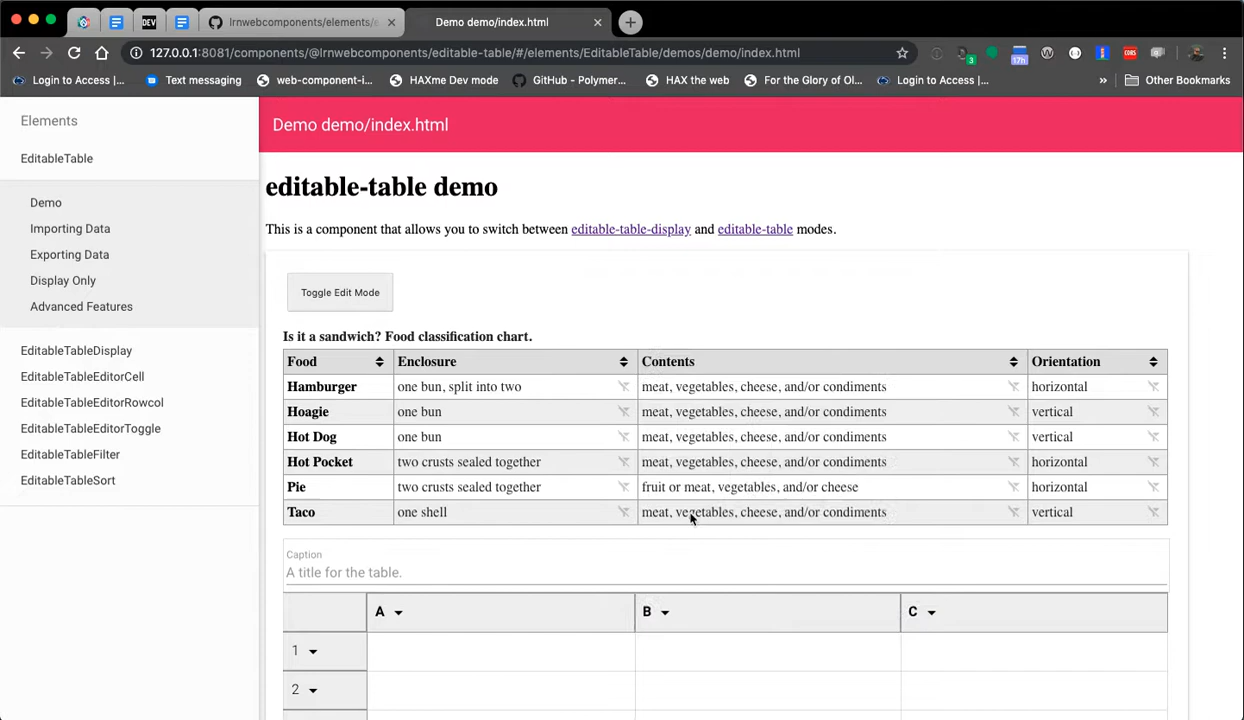 DEV
lrnwebcomponents/elements/e
Demo demo/index.html
127.0.0.1:8081/components/@lrnwebcomponents/editable-table/#/elements/EditableTable/demos/demo/index.html
3
17h
CORS
Login to Access |...
Text messaging
web-component-i...
HAXme Dev mode
GitHub - Polymer...
HAX the web
For the Glory of Ol...
Login to Access |...
»
Other Bookmarks
Elements
Demo demo/index.html
EditableTable
Demo
Importing Data
Exporting Data
Display Only
Advanced Features
EditableTableDisplay
EditableTableEditorCell
EditableTableEditorRowcol
EditableTableEditorToggle
EditableTableFilter
EditableTableSort
editable-table demo
This is a component that allows you to switch between editable-table-display and editable-table modes.
Toggle Edit Mode
Is it a sandwich? Food classification chart.
Food Enclosure Contents Orientation
Hamburger one bun, split into two meat, vegetables, cheese, and/or condiments horizontal
Hoagie one bun meat, vegetables, cheese, and/or condiments vertical
Hot Dog one bun meat, vegetables, cheese, and/or condiments vertical
Hot Pocket two crusts sealed together meat, vegetables, cheese, and/or condiments horizontal
Pie two crusts sealed together fruit or meat, vegetables, and/or cheese horizontal
Taco one shell meat, vegetables, cheese, and/or condiments vertical
Caption
A title for the table.
A B C
1
2